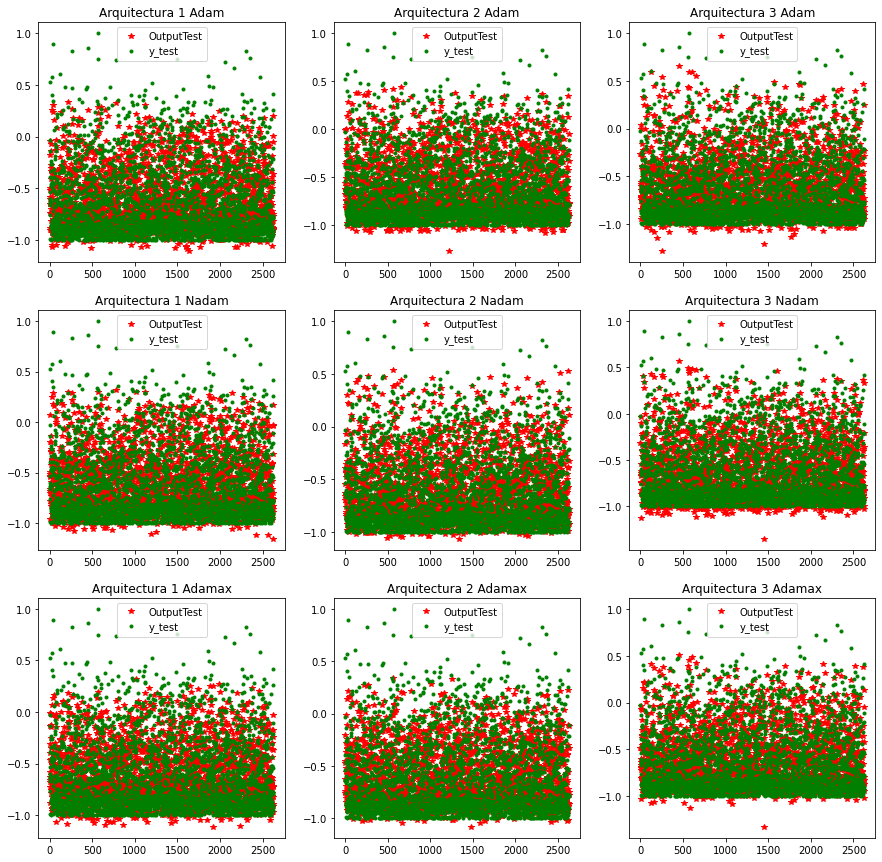 Arquitectura 1 Adam
OutputTest
y_test
1.0
0.5
0.0
−0.5
−1.0
0 500 1000 1500 2000 2500
Arquitectura 2 Adam
OutputTest
y_test
1.0
0.5
0.0
−0.5
−1.0
0 500 1000 1500 2000 2500
Arquitectura 3 Adam
OutputTest
y_test
1.0
0.5
0.0
−0.5
−1.0
0 500 1000 1500 2000 2500
Arquitectura 1 Nadam
OutputTest
y_test
1.0
0.5
0.0
−0.5
−1.0
0 500 1000 1500 2000 2500
Arquitectura 2 Nadam
OutputTest
y_test
1.0
0.5
0.0
−0.5
−1.0
0 500 1000 1500 2000 2500
Arquitectura 3 Nadam
OutputTest
y_test
1.0
0.5
0.0
−0.5
−1.0
0 500 1000 1500 2000 2500
Arquitectura 1 Adamax
OutputTest
y_test
1.0
0.5
0.0
−0.5
−1.0
0 500 1000 1500 2000 2500
Arquitectura 2 Adamax
OutputTest
y_test
1.0
0.5
0.0
−0.5
−1.0
0 500 1000 1500 2000 2500
Arquitectura 3 Adamax
OutputTest
y_test
1.0
0.5
0.0
−0.5
−1.0
0 500 1000 1500 2000 2500